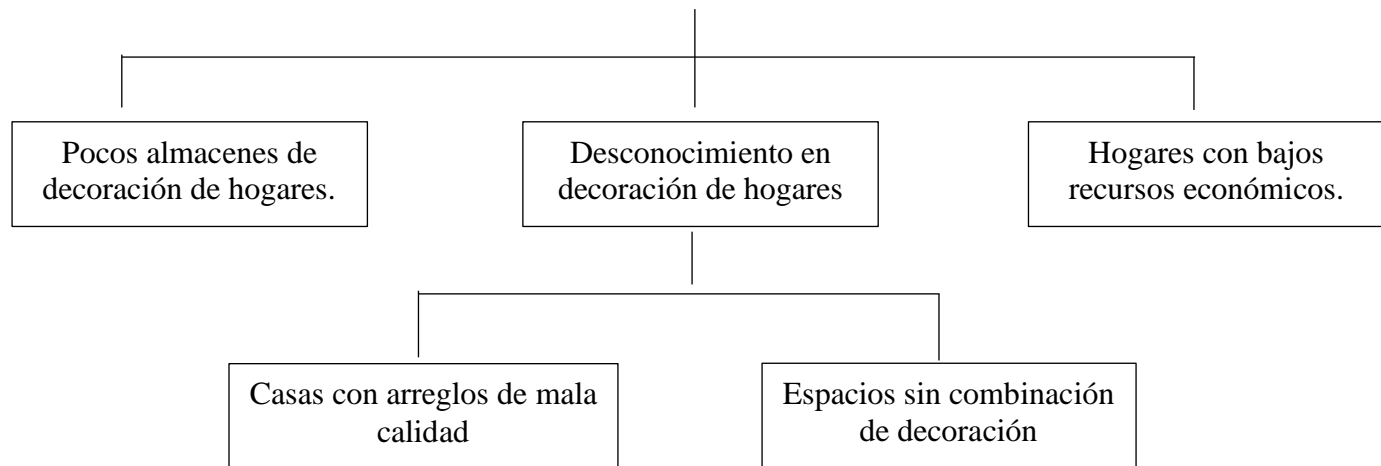 Pocos almacenes de
decoración de hogares.
Desconocimiento en
decoración de hogares
Hogares con bajos
recursos económicos.
Casas con arreglos de mala
calidad
Espacios sin combinación
de decoración